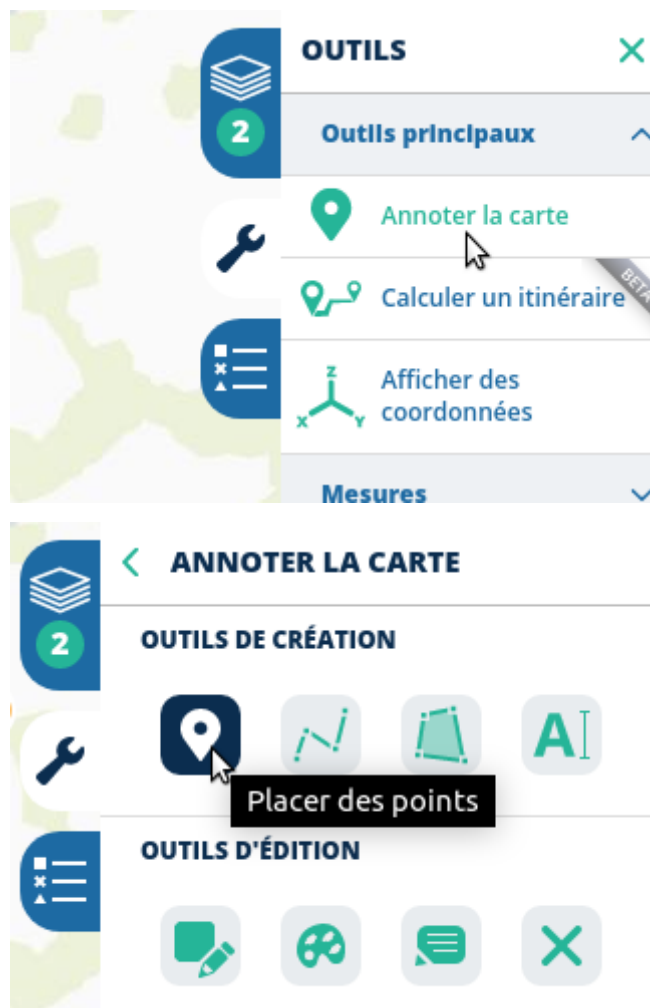 OUTILS
2
Outils principaux
Annoter la carte
BETA
Calculer un itinéraire
Z
Afficher des
X
Y
coordonnées
Mesures
ANNOTER LA CARTE
2
OUTILS DE CRÉATION
A
Placer des points
OUTILS D'ÉDITION